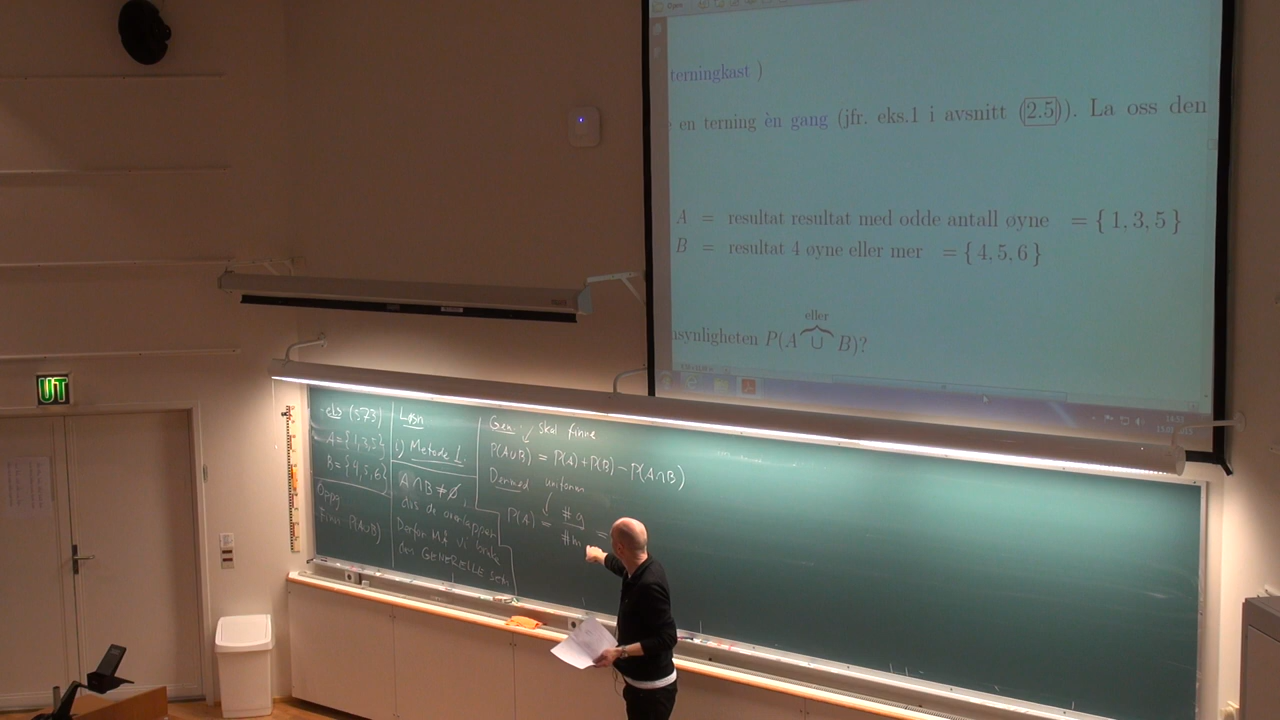 Open
terningkast )
en terning èn gang (jfr. eks.1 i avsnitt (2.5)). La oss den
A = resultat resultat med odde antall øyne = { 1, 3, 5 }
B = resultat 4 øyne eller mer = { 4, 5, 6 }
eller
nsynligheten P(A ∪ B)?
UT
eks (573)
A = {1,3,5}
B = {4,5,6}
Oppg
Finn P(A∪B)
Løsn
i) Metode 1.
A∩B ≠ ∅,
dvs de overlapper
Derfor må vi bruke
den GENERELLE
Gen.: skal finne
P(A∪B) = P(A) + P(B) - P(A∩B)
Dermed uniform
P(A) = #g / #m =